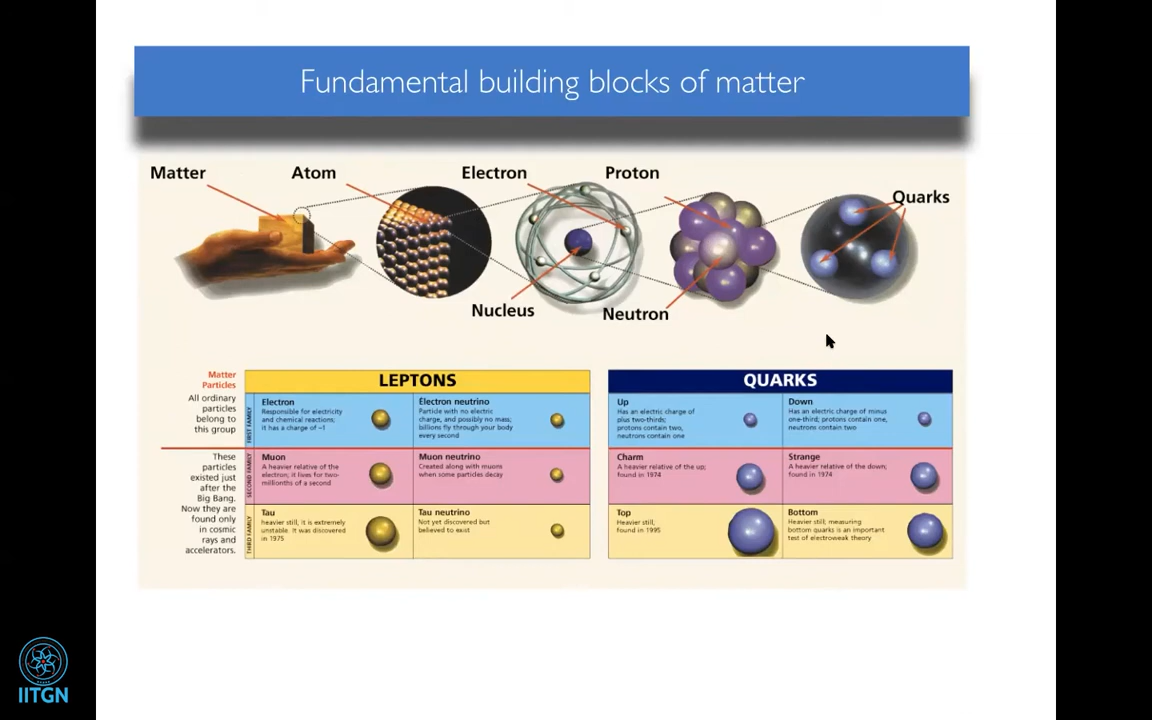 Fundamental building blocks of matter
Matter
Atom
Electron
Proton
Quarks
Nucleus
Neutron
Matter
Particles
All ordinary
particles
belong to
this group
These
particles
existed just
after the
Big Bang.
Now they are
found only
in cosmic
rays and
accelerators.
LEPTONS
FIRST FAMILY
Electron
Responsible for electricity
and chemical reactions;
it has a charge of -1
Electron neutrino
Particle with no electric
charge, and possibly no mass;
billions fly through your body
every second
SECOND FAMILY
Muon
A heavier relative of the
electron; it lives for two-
millionths of a second
Muon neutrino
Created along with muons
when some particles decay
THIRD FAMILY
Tau
heavier still, it is extremely
unstable. It was discovered
in 1975
Tau neutrino
Not yet discovered but
believed to exist
QUARKS
Up
Has an electric charge of
plus two-thirds;
protons contain two,
neutrons contain one
Down
Has an electric charge of minus
one-third; protons contain one,
neutrons contain two
Charm
A heavier relative of the up;
found in 1974
Strange
A heavier relative of the down;
found in 1974
Top
Heavier still,
found in 1995
Bottom
Heavier still; measuring
bottom quarks is an important
test of electroweak theory
IITGN